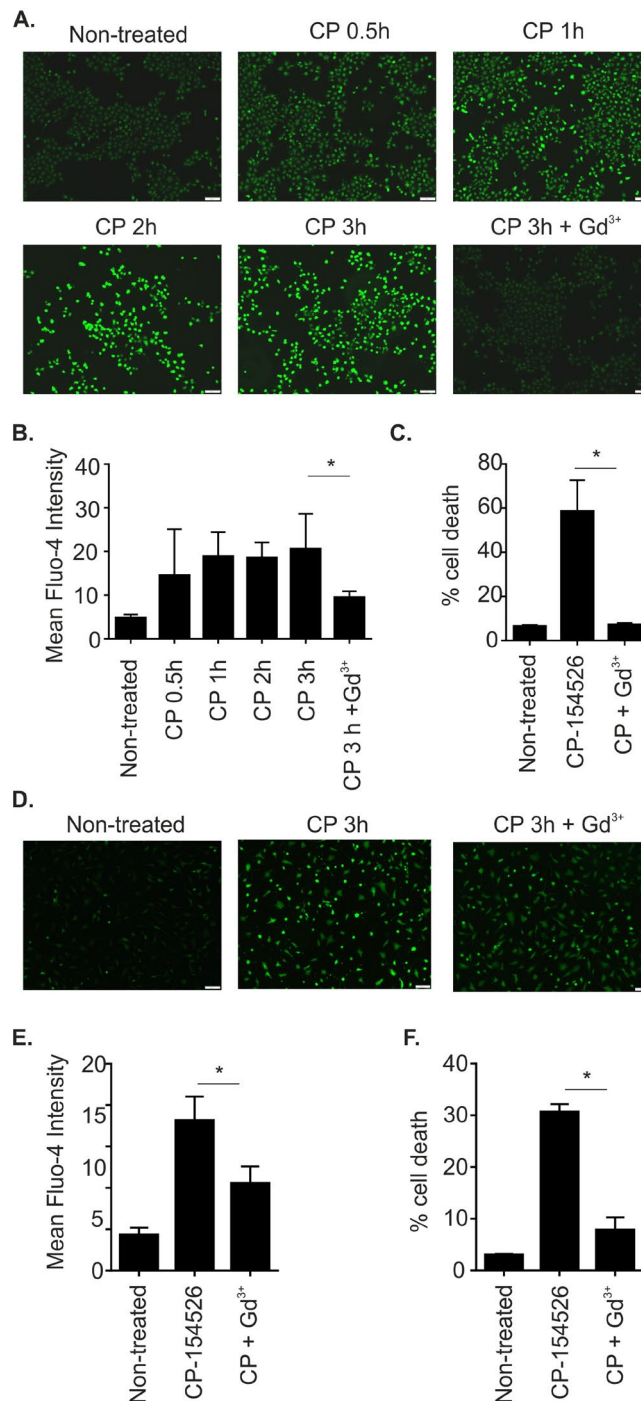 A.
Non-treated
CP 0.5h
CP 1h
CP 2h
CP 3h
CP 3h + Gd³⁺
B.
Mean Fluo-4 Intensity
40
30
20
10
0
*
Non-treated
CP 0.5h
CP 1h
CP 2h
CP 3h
CP 3 h +Gd³⁺
C.
% cell death
80
60
40
20
0
*
Non-treated
CP-154526
CP + Gd³⁺
D.
Non-treated
CP 3h
CP 3h + Gd³⁺
E.
Mean Fluo-4 Intensity
20
15
10
5
0
*
Non-treated
CP-154526
CP + Gd³⁺
F.
% cell death
40
30
20
10
0
*
Non-treated
CP-154526
CP + Gd³⁺